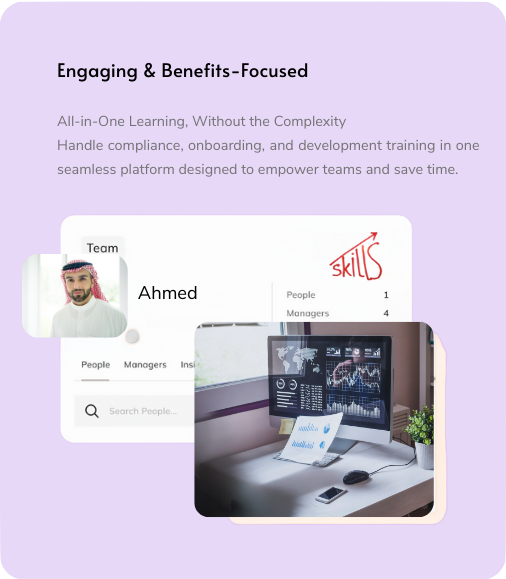 Engaging & Benefits-Focused
All-in-One Learning, Without the Complexity
Handle compliance, onboarding, and development training in one
seamless platform designed to empower teams and save time.
Team
skills
Ahmed
People 1
Managers 4
People Managers Insi
Search People...